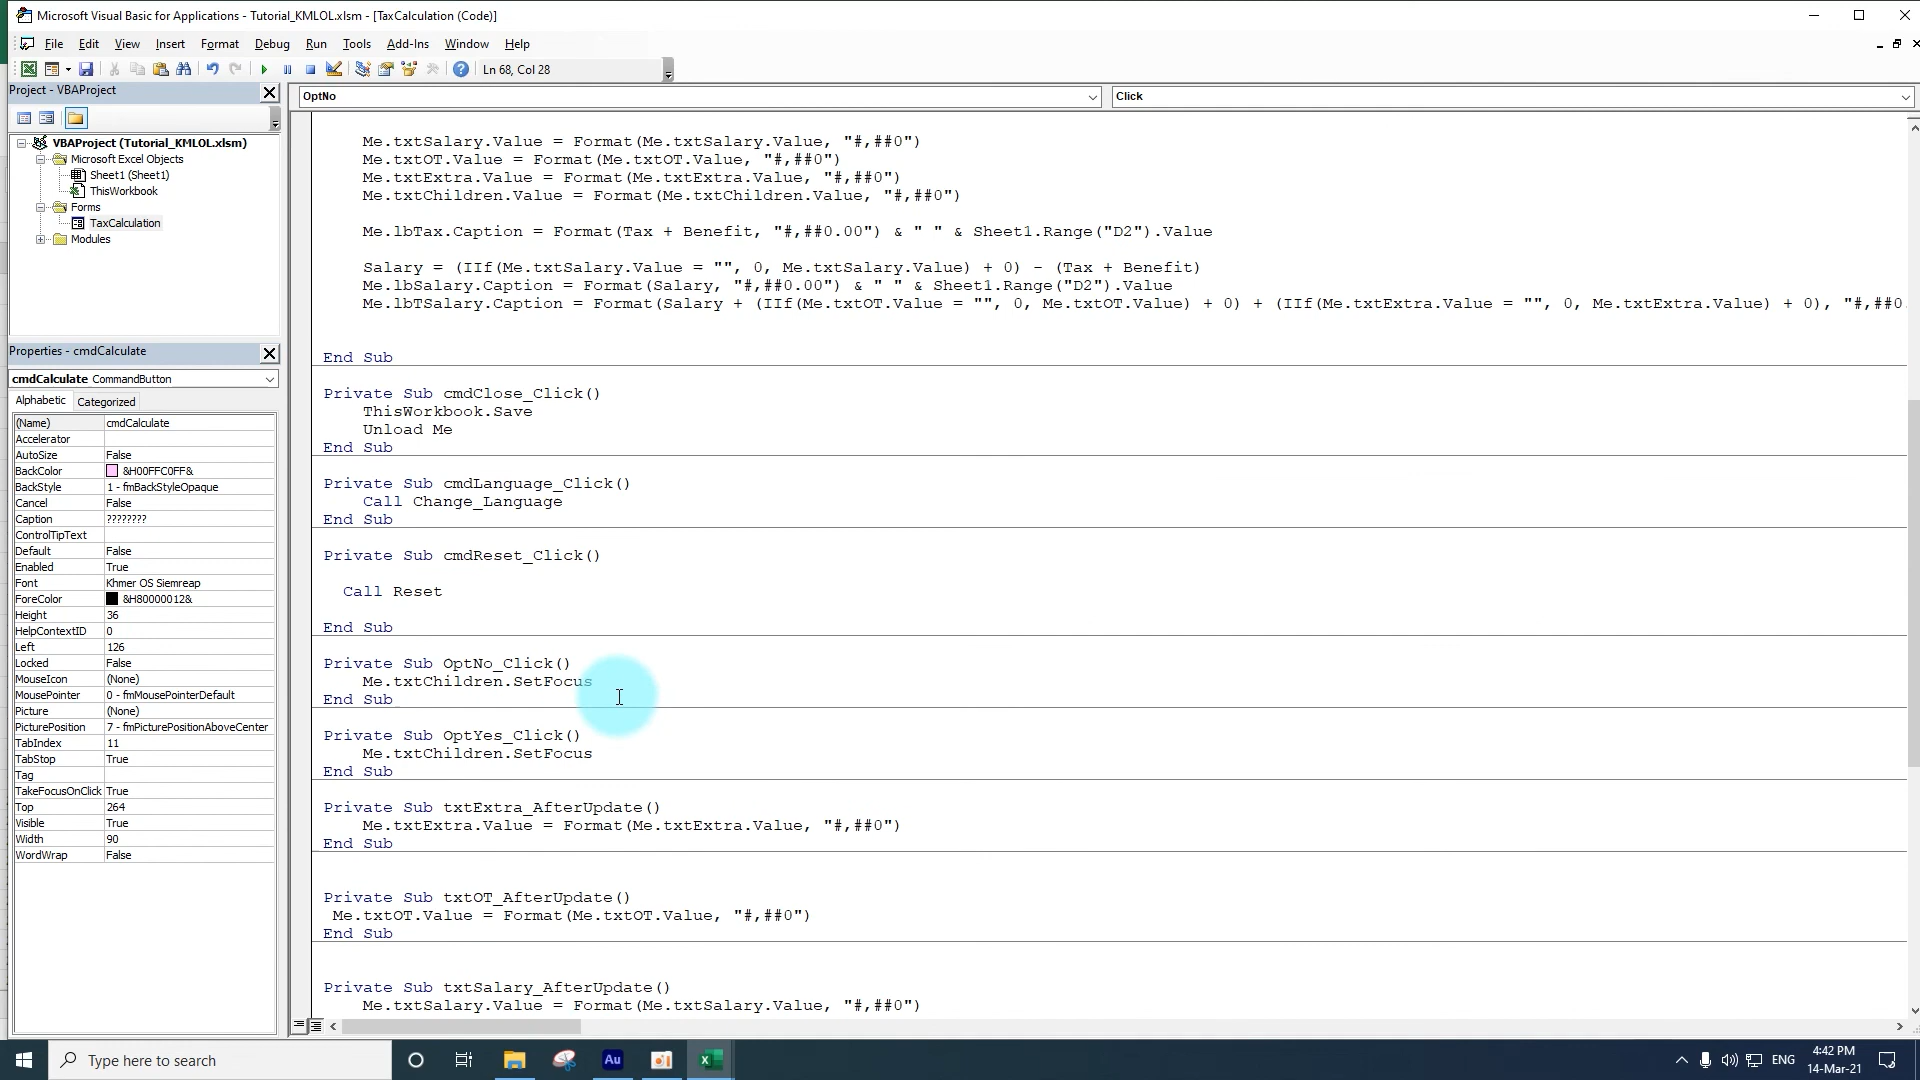 Microsoft Visual Basic for Applications - Tutorial_KMLOL.xlsm - [TaxCalculation (Code)]
File Edit View Insert Format Debug Run Tools Add-Ins Window Help
Ln 68, Col 28
Project - VBAProject
VBAProject (Tutorial_KMLOL.xlsm)
Microsoft Excel Objects
Sheet1 (Sheet1)
ThisWorkbook
Forms
TaxCalculation
Modules
Properties - cmdCalculate
cmdCalculate CommandButton
Alphabetic Categorized
(Name) cmdCalculate
Accelerator
AutoSize False
BackColor &H00FFC0FF&
BackStyle 1 - fmBackStyleOpaque
Cancel False
Caption ????????
ControlTipText
Default False
Enabled True
Font Khmer OS Siemreap
ForeColor &H80000012&
Height 36
HelpContextID 0
Left 126
Locked False
MouseIcon (None)
MousePointer 0 - fmMousePointerDefault
Picture (None)
PicturePosition 7 - fmPicturePositionAboveCenter
TabIndex 11
TabStop True
Tag
TakeFocusOnClick True
Top 264
Visible True
Width 90
WordWrap False
OptNo Click
Me.txtSalary.Value = Format(Me.txtSalary.Value, "#,##0")
Me.txtOT.Value = Format(Me.txtOT.Value, "#,##0")
Me.txtExtra.Value = Format(Me.txtExtra.Value, "#,##0")
Me.txtChildren.Value = Format(Me.txtChildren.Value, "#,##0")
Me.lbTax.Caption = Format(Tax + Benefit, "#,##0.00") & " " & Sheet1.Range("D2").Value
Salary = (IIf(Me.txtSalary.Value = "", 0, Me.txtSalary.Value) + 0) - (Tax + Benefit)
Me.lbSalary.Caption = Format(Salary, "#,##0.00") & " " & Sheet1.Range("D2").Value
Me.lbTSalary.Caption = Format(Salary + (IIf(Me.txtOT.Value = "", 0, Me.txtOT.Value) + 0) + (IIf(Me.txtExtra.Value = "", 0, Me.txtExtra.Value) + 0), "#,##0.
End Sub
Private Sub cmdClose_Click()
ThisWorkbook.Save
Unload Me
End Sub
Private Sub cmdLanguage_Click()
Call Change_Language
End Sub
Private Sub cmdReset_Click()
Call Reset
End Sub
Private Sub OptNo_Click()
Me.txtChildren.SetFocus
End Sub
Private Sub OptYes_Click()
Me.txtChildren.SetFocus
End Sub
Private Sub txtExtra_AfterUpdate()
Me.txtExtra.Value = Format(Me.txtExtra.Value, "#,##0")
End Sub
Private Sub txtOT_AfterUpdate()
Me.txtOT.Value = Format(Me.txtOT.Value, "#,##0")
End Sub
Private Sub txtSalary_AfterUpdate()
Me.txtSalary.Value = Format(Me.txtSalary.Value, "#,##0")
Type here to search
Au
ENG
4:42 PM
14-Mar-21